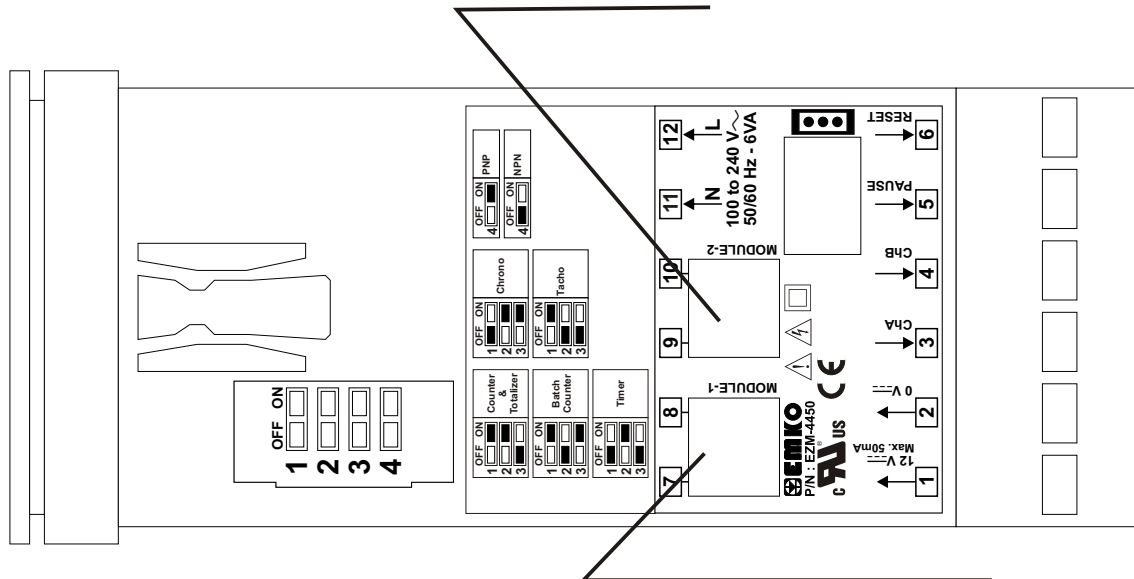 OFF ON
1
2
3
4
Counter
&
Totalizer
OFF ON
1
2
3
Batch
Counter
OFF ON
1
2
3
Timer
OFF ON
1
2
3
Chrono
OFF ON
1
2
3
Tacho
OFF ON
1
2
3
PNP
OFF ON
4
NPN
OFF ON
4
7 8 9 10 11 12
N L
100 to 240 V
50/60 Hz - 6VA
MODULE-1
MODULE-2
EMKO
P/N : EZM-4450
C UL US ®
CE
12 V
Max. 50mA
0 V
ChA
ChB
PAUSE
RESET
1 2 3 4 5 6